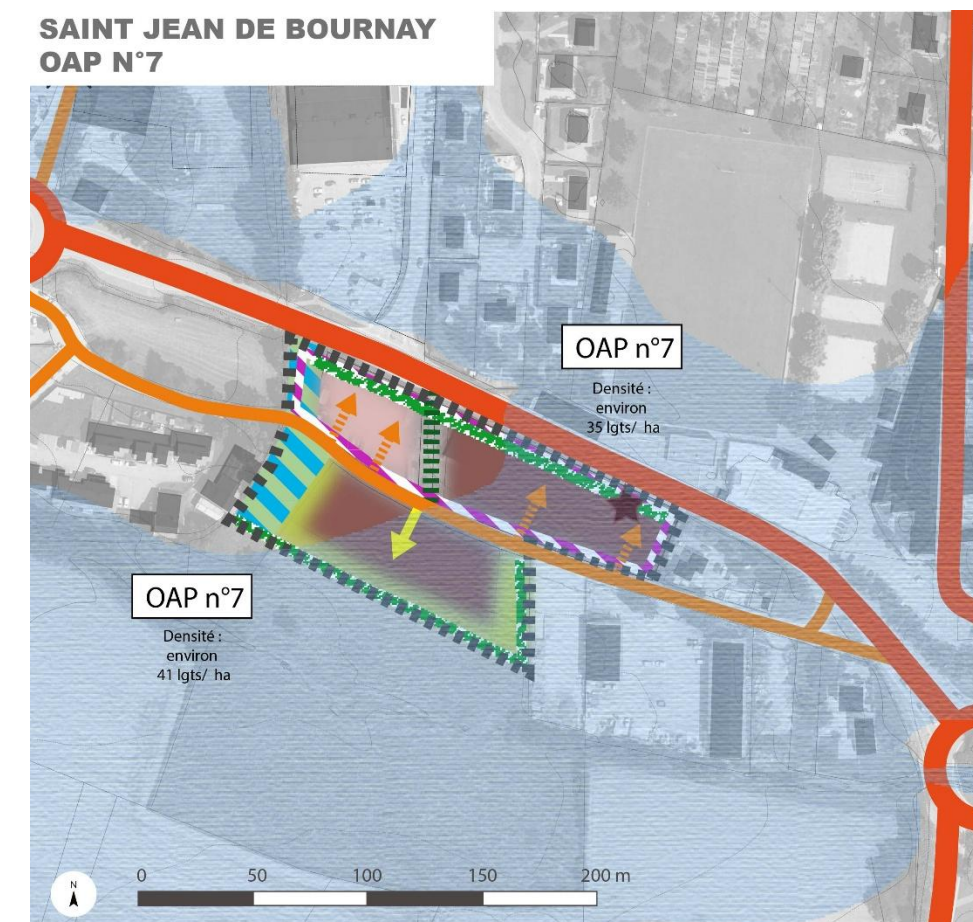 SAINT JEAN DE BOURNAY
OAP N°7
OAP n°7
Densité :
environ
35 lgts/ ha
OAP n°7
Densité :
environ
41 lgts/ ha
N
0 50 100 150 200 m